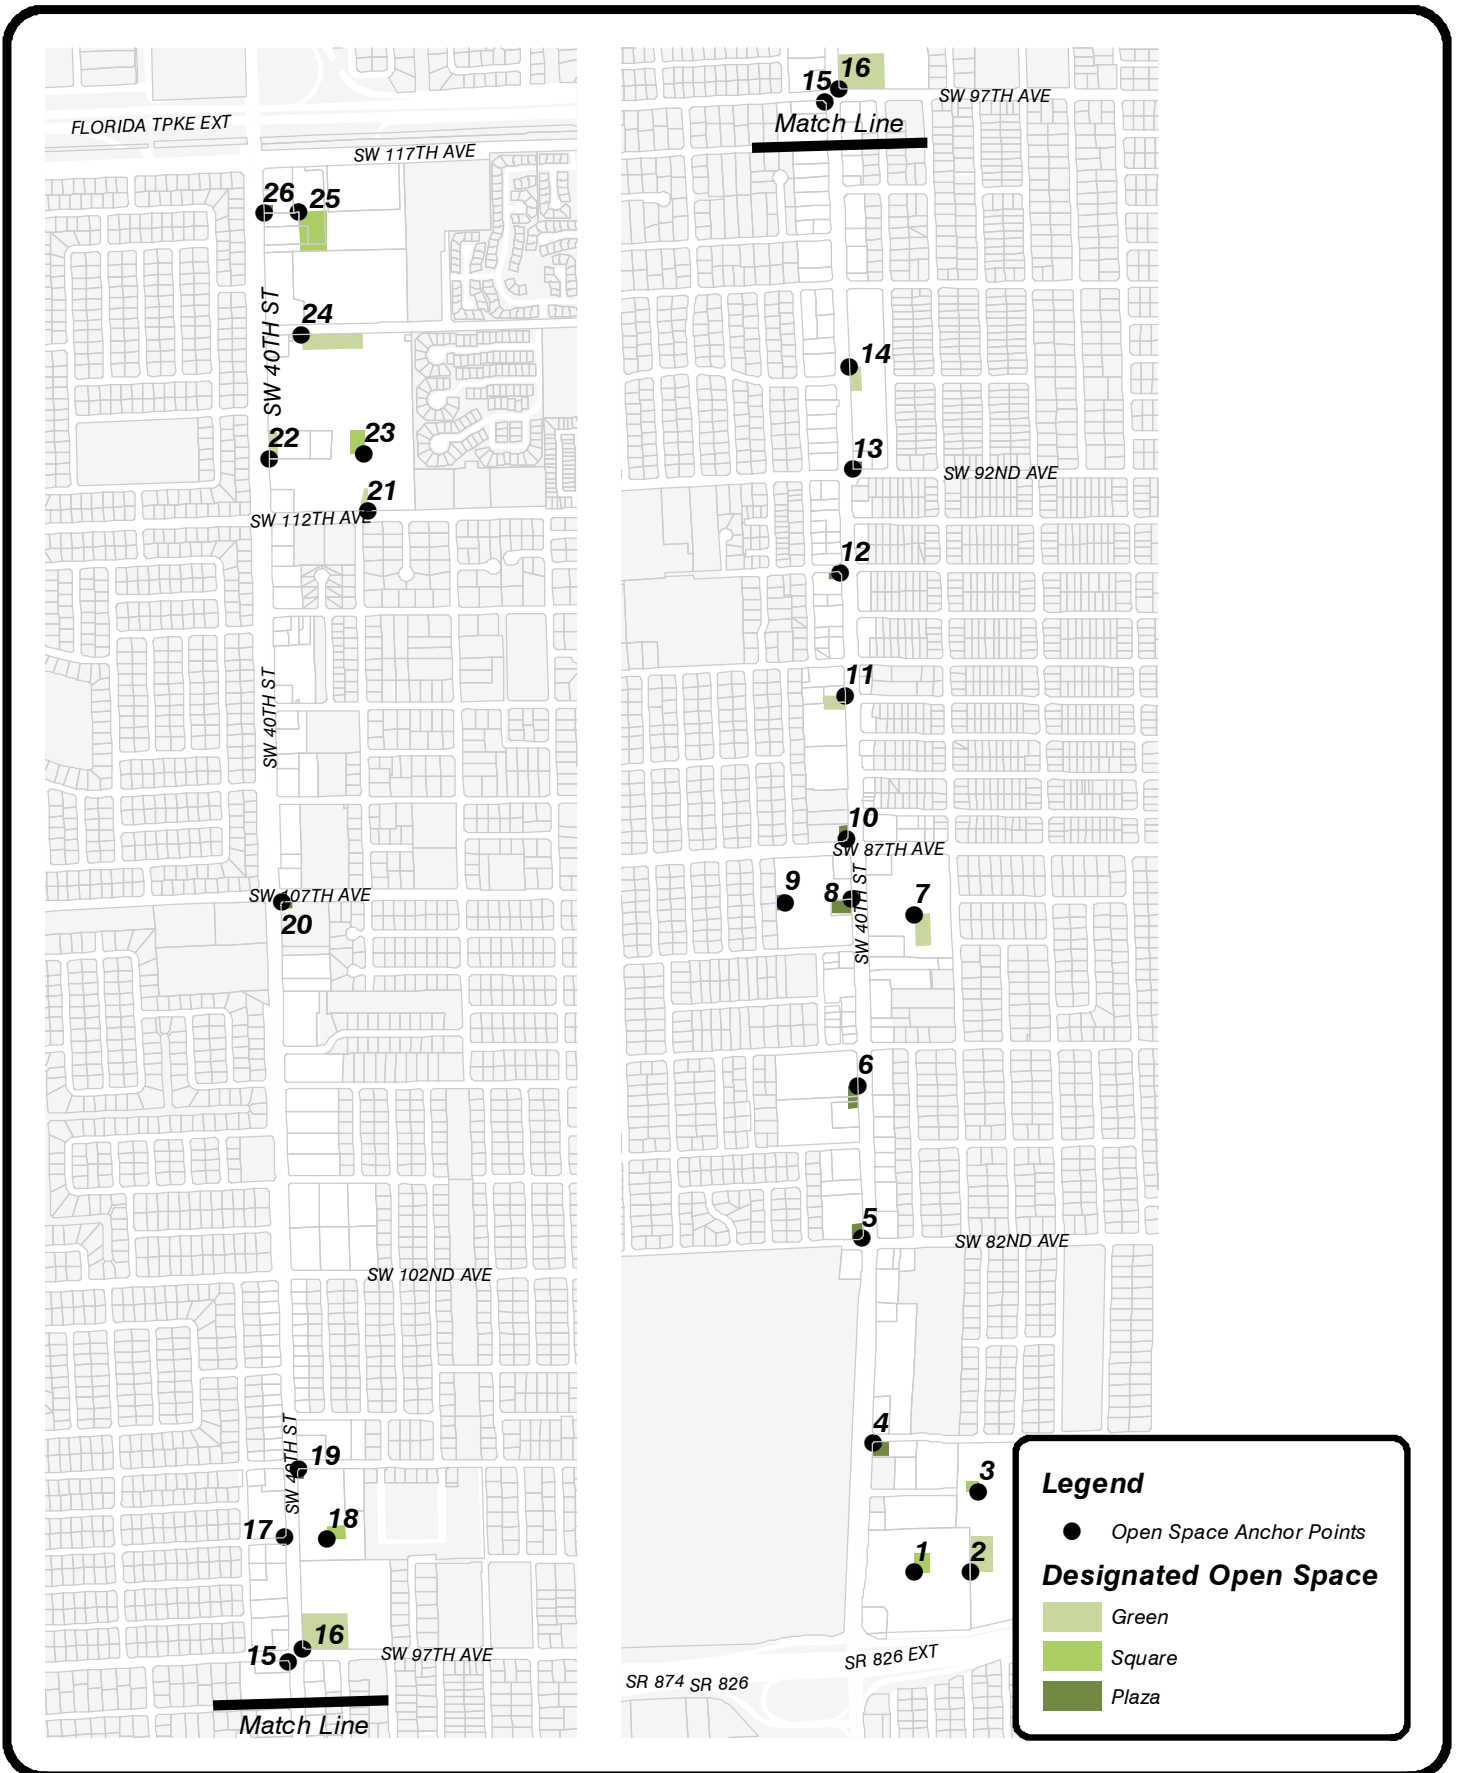 FLORIDA TPKE EXT
SW 117TH AVE
26
25
SW 40TH ST
24
22
23
21
SW 112TH AVE
SW 40TH ST
SW 107TH AVE
20
SW 102ND AVE
SW 40TH ST
19
17
18
16
15
SW 97TH AVE
Match Line
16
15
SW 97TH AVE
Match Line
14
13
SW 92ND AVE
12
11
10
SW 87TH AVE
9
8
7
SW 40TH ST
6
5
SW 82ND AVE
4
3
1
2
SR 826 EXT
SR 874
SR 826
Legend
Open Space Anchor Points
Designated Open Space
Green
Square
Plaza